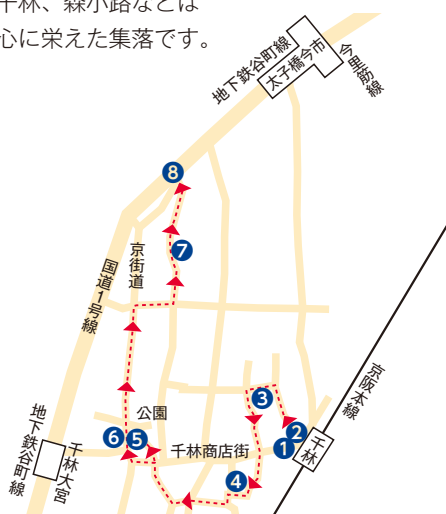 千林、森小路などは
心に栄えた集落です。
地下鉄谷町線
太子橋今市
今里筋線
8
7
京街道
国道1号線
京阪本線
3
公園
2
6
5
千林商店街
1
千林
地下鉄谷町線
千林大宮
4